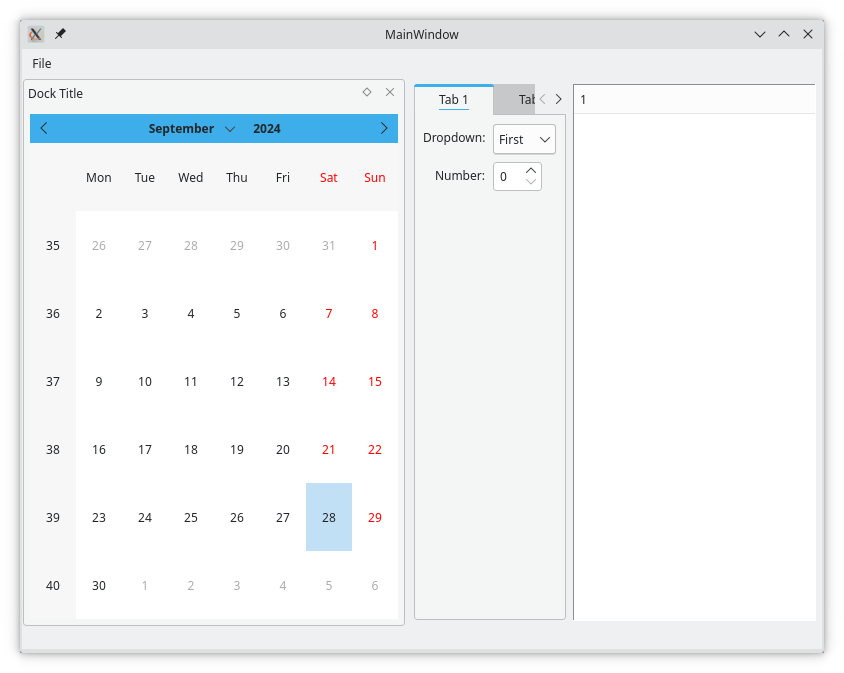 MainWindow
File
Dock Title
September 2024
Mon Tue Wed Thu Fri Sat Sun
35 26 27 28 29 30 31 1
36 2 3 4 5 6 7 8
37 9 10 11 12 13 14 15
38 16 17 18 19 20 21 22
39 23 24 25 26 27 28 29
40 30 1 2 3 4 5 6
Tab 1
Dropdown: First
Number: 0
1